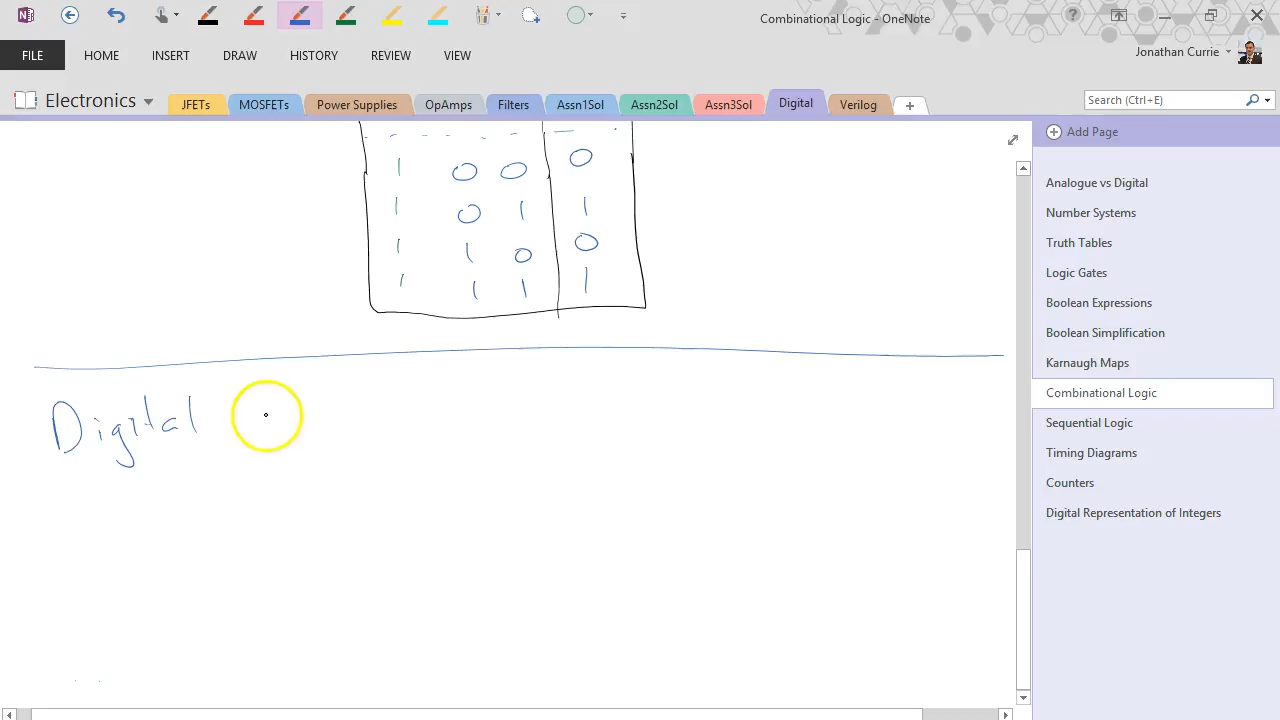 Combinational Logic - OneNote
?
Jonathan Currie
FILE HOME INSERT DRAW HISTORY REVIEW VIEW
Electronics JFETs MOSFETs Power Supplies OpAmps Filters Assn1Sol Assn2Sol Assn3Sol Digital Verilog +
Search (Ctrl+E)
Add Page
Analogue vs Digital
Number Systems
Truth Tables
Logic Gates
Boolean Expressions
Boolean Simplification
Karnaugh Maps
Combinational Logic
Sequential Logic
Timing Diagrams
Counters
Digital Representation of Integers
1 0 0 0
1 0 1 1
1 1 0 0
1 1 1 1
Digital